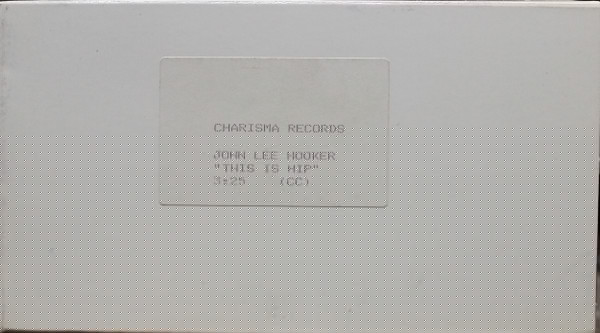 CHARISMA RECORDS
JOHN LEE HOOKER
"THIS IS HIP"
3:25 (CC)